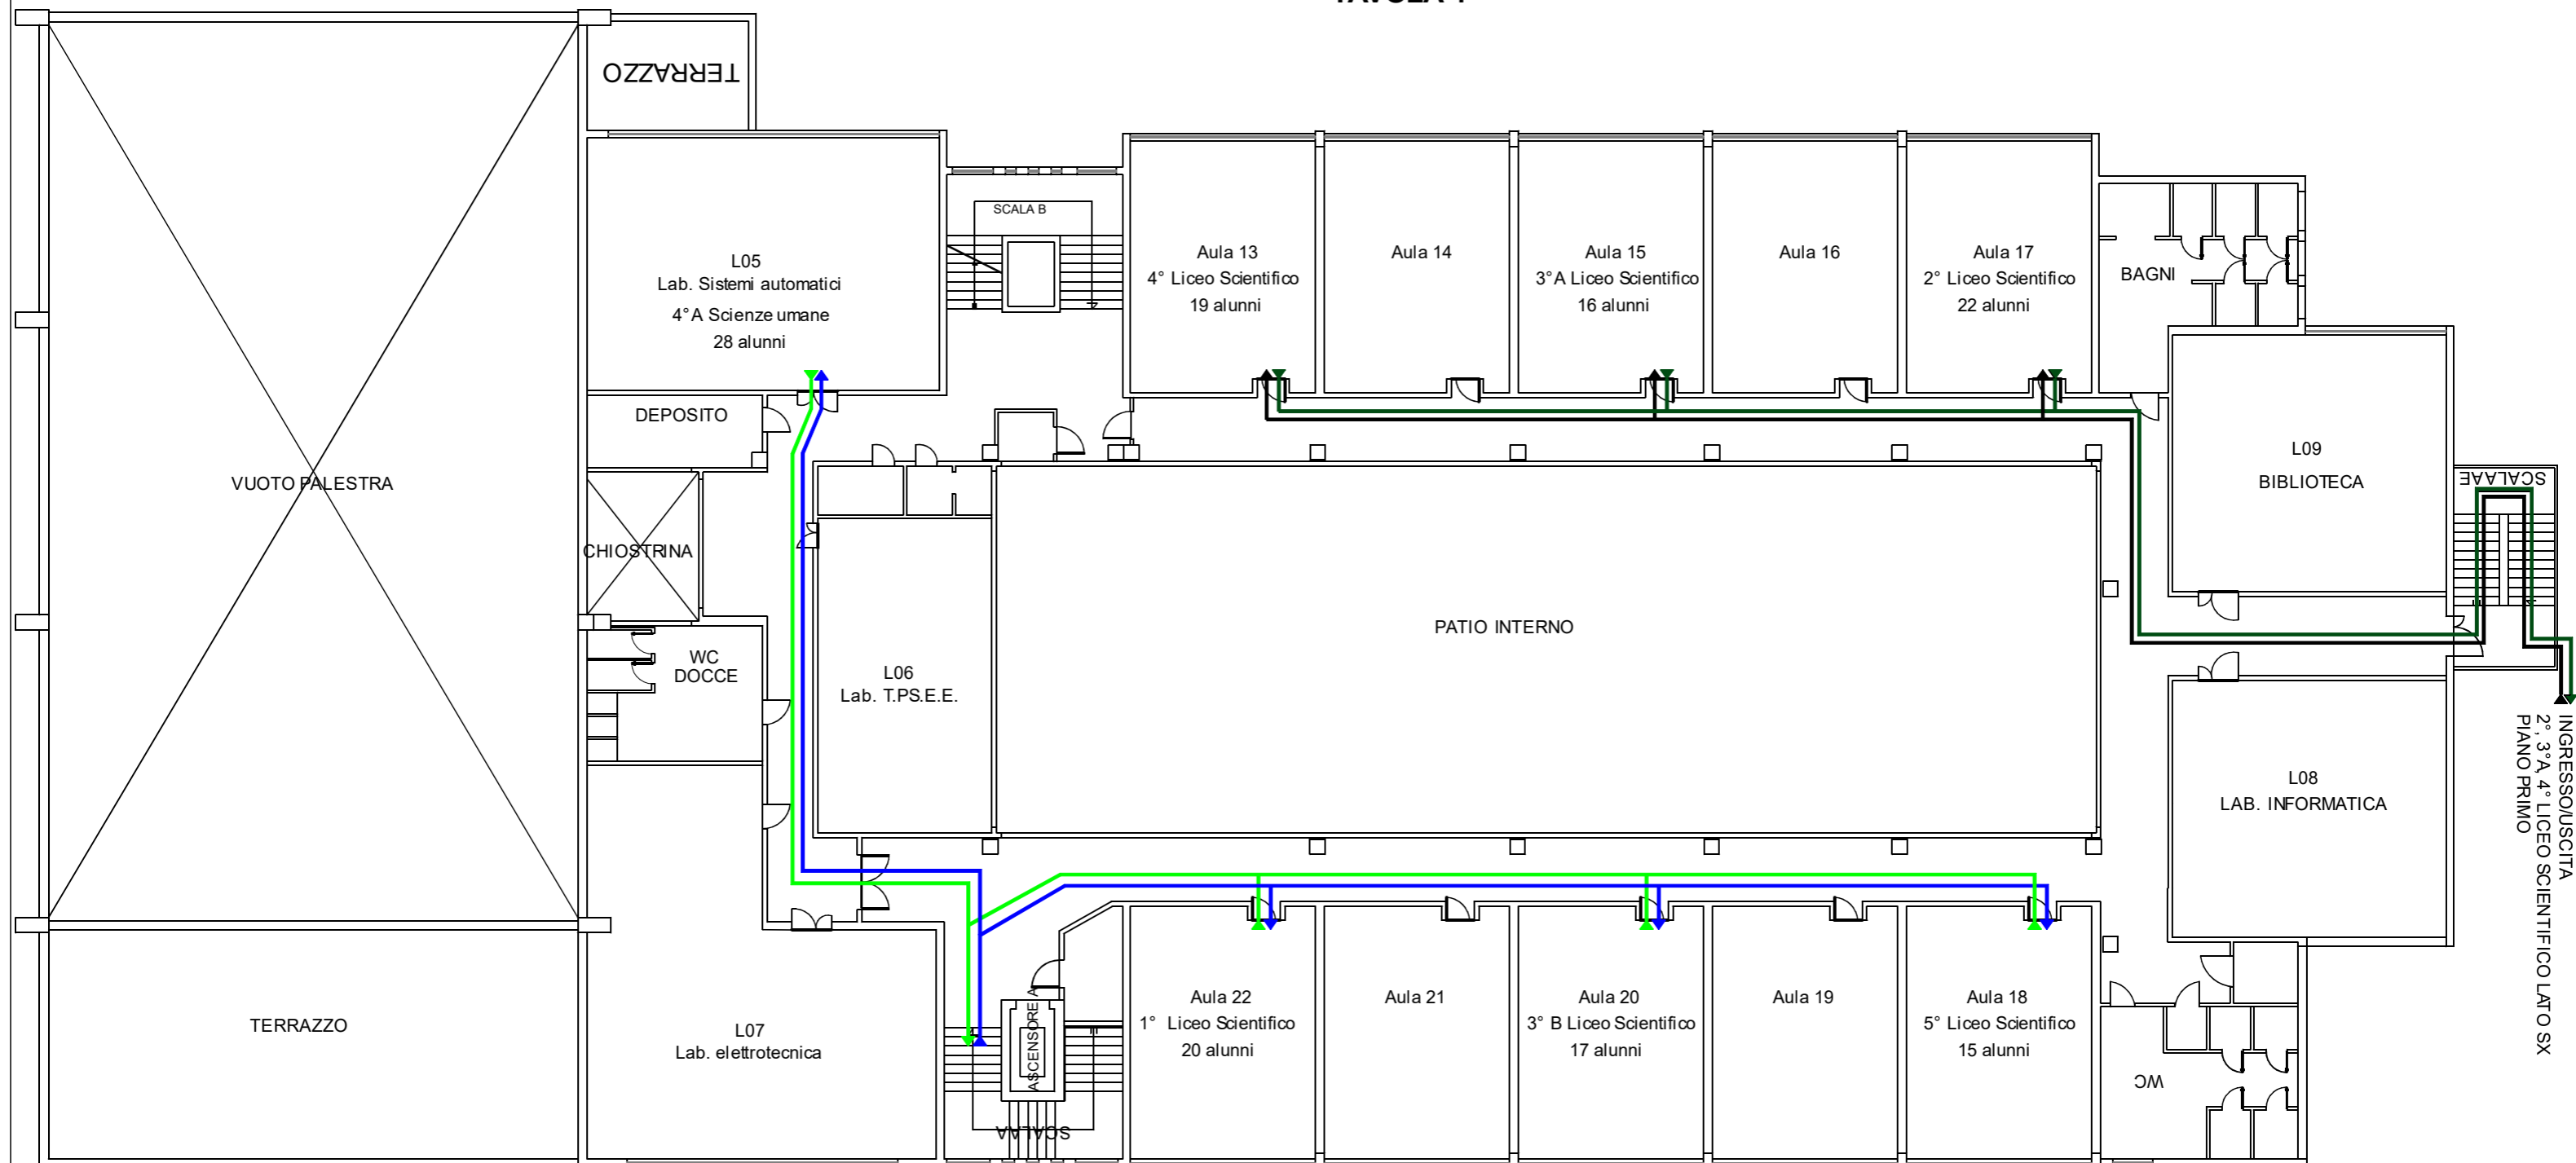 TAVOLA 1
TERRAZZO
SCALA B
L05
Lab. Sistemi automatici
4°A Scienze umane
28 alunni
Aula 13
4° Liceo Scientifico
19 alunni
Aula 14
Aula 15
3°A Liceo Scientifico
16 alunni
Aula 16
Aula 17
2° Liceo Scientifico
22 alunni
BAGNI
DEPOSITO
VUOTO PALESTRA
CHIOSTRINA
WC
DOCCE
L06
Lab. T.PS.E.E.
PATIO INTERNO
L09
BIBLIOTECA
SCALA AE
L08
LAB. INFORMATICA
INGRESSO/USCITA
2°, 3°A, 4° LICEO SCIENTIFICO LATO SX
PIANO PRIMO
TERRAZZO
L07
Lab. elettrotecnica
ASCENSORE A
SCALA A
Aula 22
1° Liceo Scientifico
20 alunni
Aula 21
Aula 20
3° B Liceo Scientifico
17 alunni
Aula 19
Aula 18
5° Liceo Scientifico
15 alunni
WC